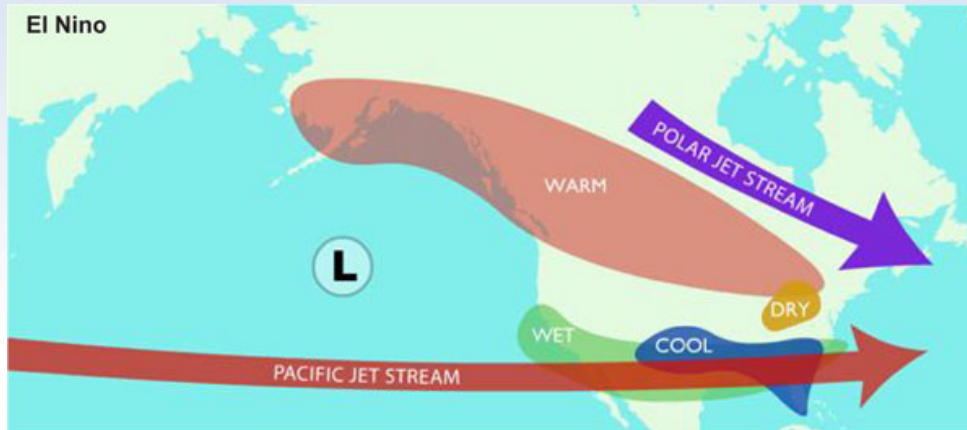 El Nino
POLAR JET STREAM
WARM
L
DRY
WET
COOL
PACIFIC JET STREAM